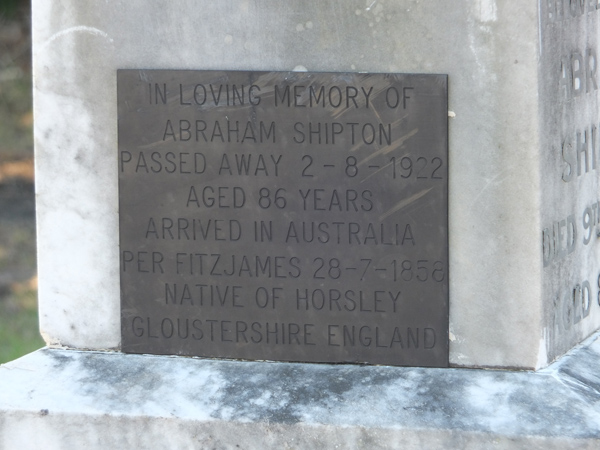 IN LOVING MEMORY OF
ABRAHAM SHIPTON
PASSED AWAY 2-8-1922
AGED 86 YEARS
ARRIVED IN AUSTRALIA
PER FITZJAMES 28-7-1858
NATIVE OF HORSLEY
GLOUSTERSHIRE ENGLAND